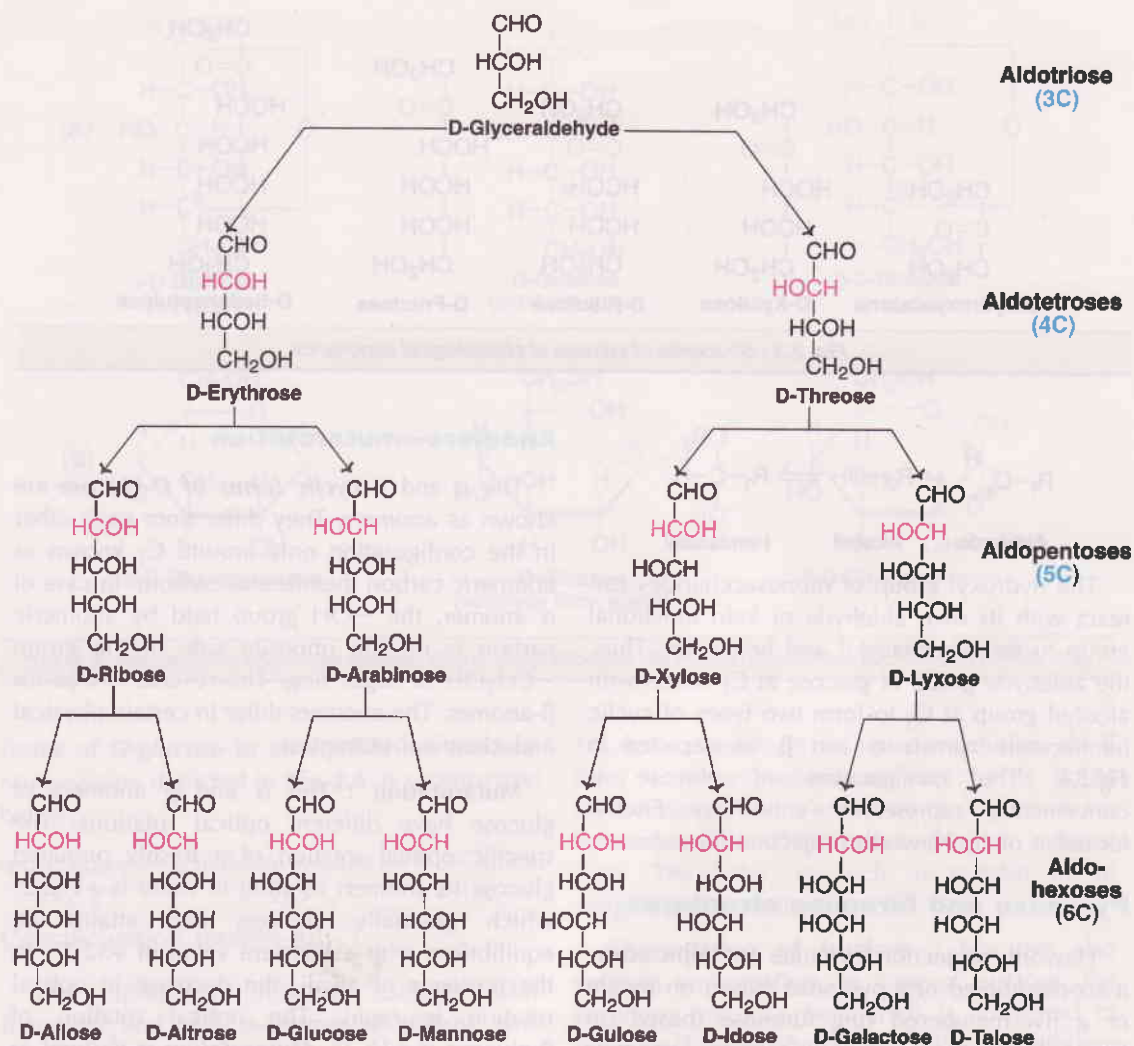 CHO
HCOH
CH₂OH
D-Glyceraldehyde
Aldotriose
(3C)
CHO CHO
HCOH HOCH
HCOH HCOH
CH₂OH CH₂OH
D-Erythrose D-Threose
Aldotetroses
(4C)
CHO CHO CHO CHO
HCOH HOCH HCOH HOCH
HCOH HCOH HOCH HOCH
HCOH HCOH HCOH HCOH
CH₂OH CH₂OH CH₂OH CH₂OH
D-Ribose D-Arabinose D-Xylose D-Lyxose
Aldopentoses
(5C)
CHO CHO CHO CHO CHO CHO CHO CHO
HCOH HOCH HCOH HOCH HCOH HOCH HCOH HOCH
HCOH HCOH HOCH HOCH HCOH HCOH HOCH HOCH
HCOH HCOH HCOH HCOH HOCH HOCH HOCH HOCH
HCOH HCOH HCOH HCOH HCOH HCOH HCOH HCOH
CH₂OH CH₂OH CH₂OH CH₂OH CH₂OH CH₂OH CH₂OH CH₂OH
D-Allose D-Altrose D-Glucose D-Mannose D-Gulose D-Idose D-Galactose D-Talose
Aldo-
hexoses
(6C)